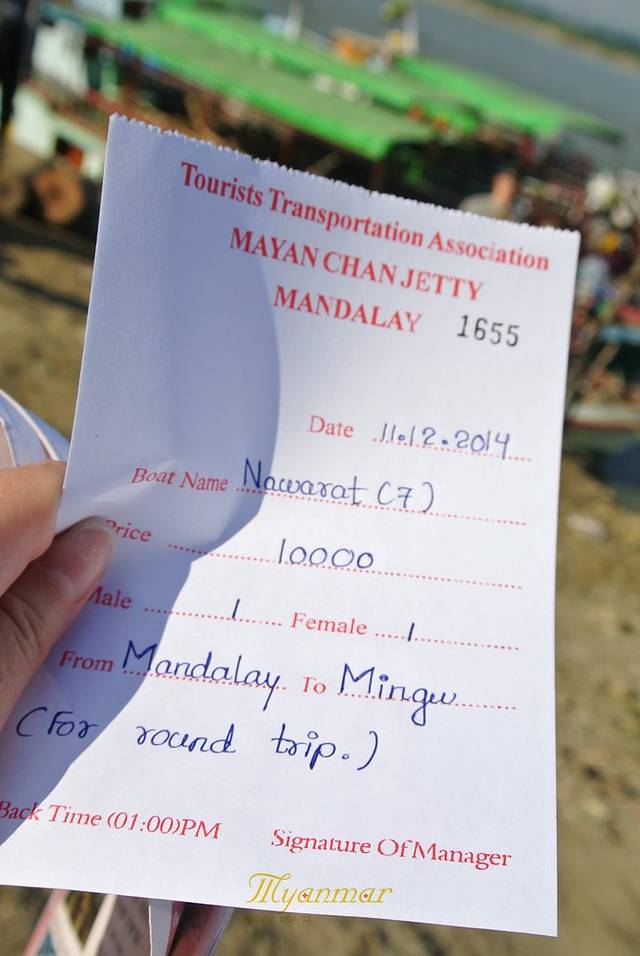 Tourists Transportation Association
MAYAN CHAN JETTY
MANDALAY 1655
Date 11.12.2014
Boat Name Nawarat (7)
Price 10000
Male 1 Female 1
From Mandalay To Mingu
(For round trip.)
Back Time (01:00)PM Signature Of Manager
Myanmar